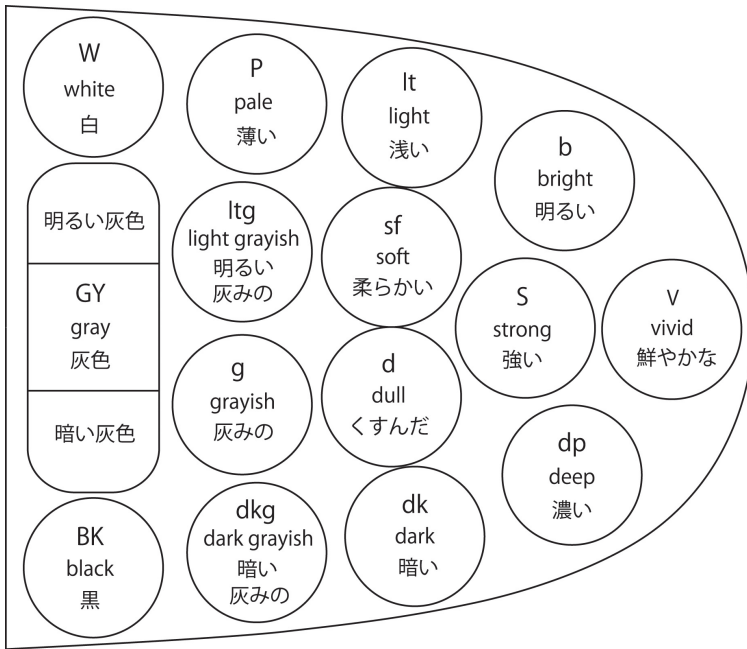 W
white
白
明るい灰色
GY
gray
灰色
暗い灰色
BK
black
黒
P
pale
薄い
ltg
light grayish
明るい
灰みの
g
grayish
灰みの
dkg
dark grayish
暗い
灰みの
lt
light
浅い
sf
soft
柔らかい
d
dull
くすんだ
dk
dark
暗い
b
bright
明るい
S
strong
強い
dp
deep
濃い
V
vivid
鮮やかな